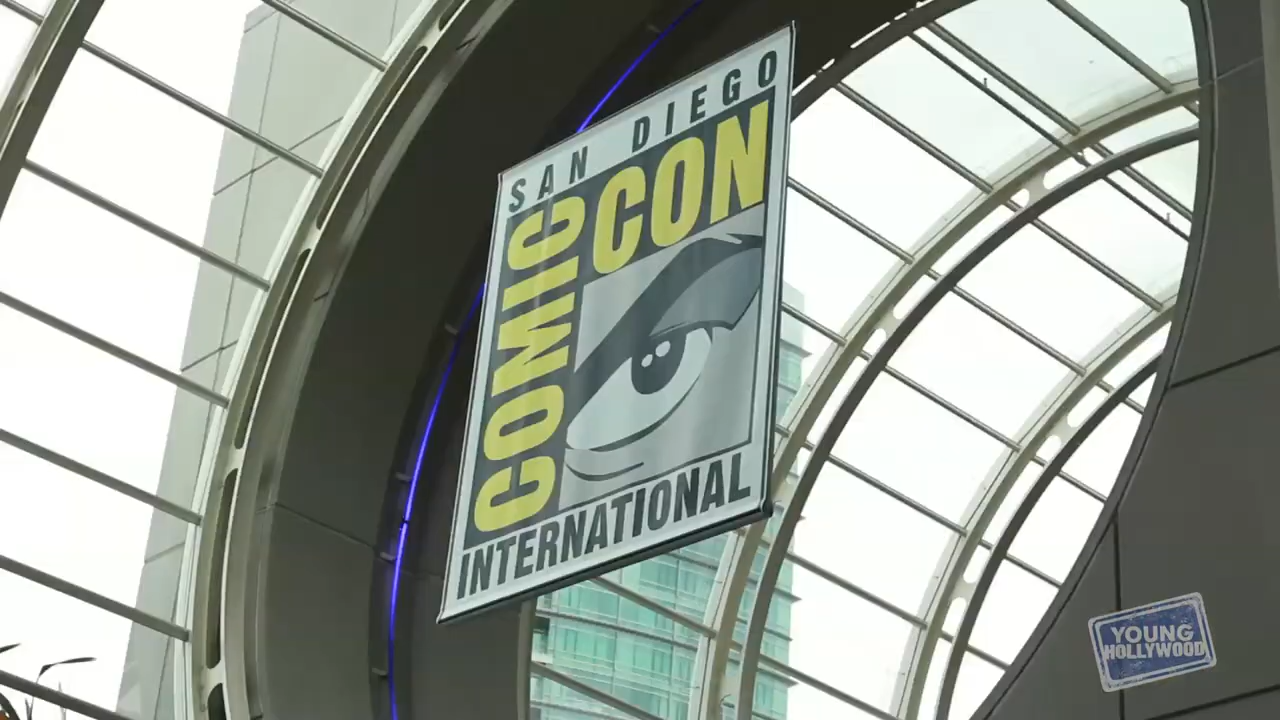 SAN DIEGO
COMIC
CON
INTERNATIONAL
YOUNG
HOLLYWOOD